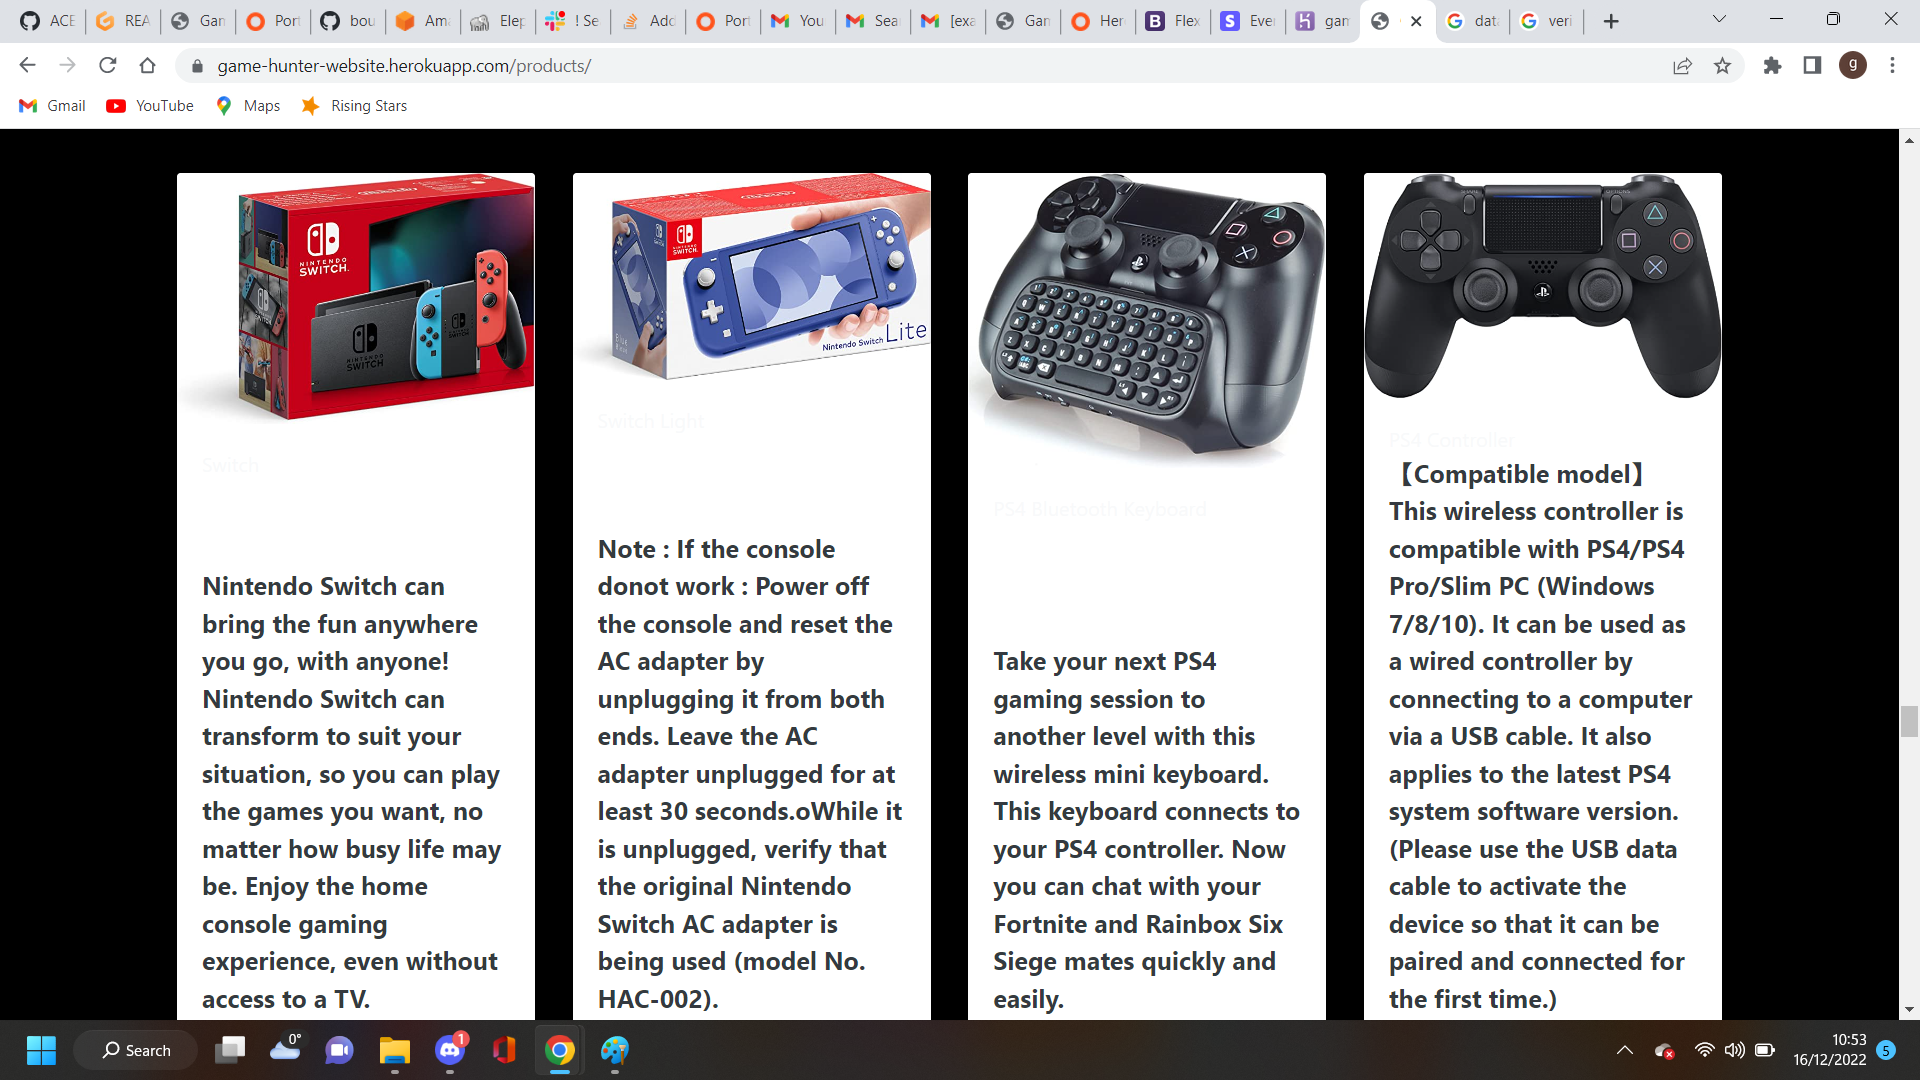 ACE
REA
Gan
Port
bou
Ama
Elep
! Se
Add
Port
You
Sea
[exa
Gan
Her
Flex
Eve
gam
dat
veri
game-hunter-website.herokuapp.com/products/
g
Gmail
YouTube
Maps
Rising Stars
NINTENDO
SWITCH.
NINTENDO
SWITCH
Switch
Nintendo Switch can
bring the fun anywhere
you go, with anyone!
Nintendo Switch can
transform to suit your
situation, so you can play
the games you want, no
matter how busy life may
be. Enjoy the home
console gaming
experience, even without
access to a TV.
NINTENDO
SWITCH
Nintendo Switch Lite
Switch Light
Note : If the console
donot work : Power off
the console and reset the
AC adapter by
unplugging it from both
ends. Leave the AC
adapter unplugged for at
least 30 seconds.oWhile it
is unplugged, verify that
the original Nintendo
Switch AC adapter is
being used (model No.
HAC-002).
PS4 Bluetooth Keyboard
Take your next PS4
gaming session to
another level with this
wireless mini keyboard.
This keyboard connects to
your PS4 controller. Now
you can chat with your
Fortnite and Rainbox Six
Siege mates quickly and
easily.
PS4 Controller
【Compatible model】
This wireless controller is
compatible with PS4/PS4
Pro/Slim PC (Windows
7/8/10). It can be used as
a wired controller by
connecting to a computer
via a USB cable. It also
applies to the latest PS4
system software version.
(Please use the USB data
cable to activate the
device so that it can be
paired and connected for
the first time.)
Search
0°
1
10:53
16/12/2022
5